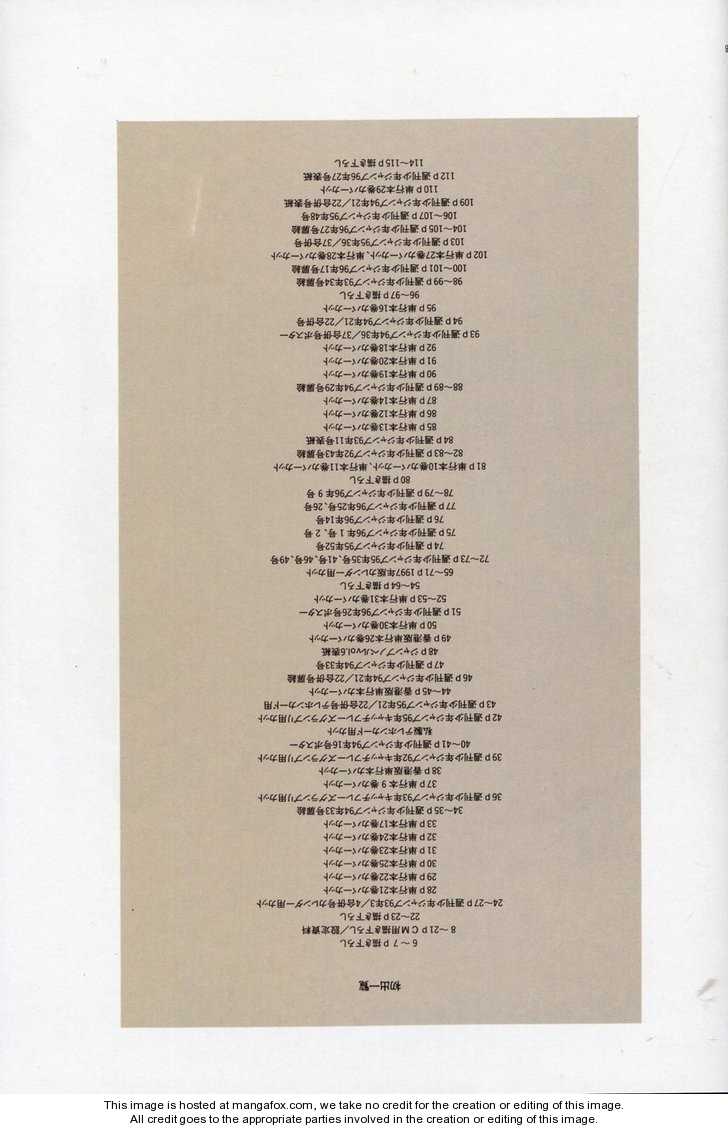 初出一覧
6～7p 描き下ろし
8～21p CM用描き下ろし／設定資料
22～23p 描き下ろし
24～27p 週刊少年ジャンプ93年3／4合併号カレンダー用カット
28p 単行本21巻カバーカット
29p 単行本22巻カバーカット
30p 単行本25巻カバーカット
31p 単行本23巻カバーカット
32p 単行本24巻カバーカット
33p 単行本17巻カバーカット
34～35p 週刊少年ジャンプ94年33号扉絵
36p 週刊少年ジャンプ93年キャッチフレーズグランプリ用カット
37p 単行本9巻カバーカット
38p 香港版単行本カバーカット
39p 週刊少年ジャンプ92年キャッチフレーズグランプリ用カット
40～41p 週刊少年ジャンプ94年16号ポスター
私製テレホンカード用カット
42p 週刊少年ジャンプ95年キャッチフレーズグランプリ用カット
43p 週刊少年ジャンプ95年21／22合併号テレホンカード用
44～45p 香港版単行本カバーカット
46p 週刊少年ジャンプ94年21／22合併号扉絵
47p 週刊少年ジャンプ94年33号
48p ジャンプノベルvol.6表紙
49p 香港版単行本26巻カバーカット
50p 単行本30巻カバーカット
51p 週刊少年ジャンプ96年26号ポスター
52～53p 単行本31巻カバーカット
54～64p 描き下ろし
65～71p 1997年版カレンダー用カット
72～73p 週刊少年ジャンプ95年35号、41号、46号、49号
74p 週刊少年ジャンプ95年52号
75p 週刊少年ジャンプ96年1号、2号
76p 週刊少年ジャンプ96年14号
77p 週刊少年ジャンプ96年25号、26号
78～79p 週刊少年ジャンプ96年9号
80p 描き下ろし
81p 単行本10巻カバーカット、単行本11巻カバーカット
82～83p 週刊少年ジャンプ92年43号扉絵
84p 週刊少年ジャンプ93年11号表紙
85p 単行本13巻カバーカット
86p 単行本12巻カバーカット
87p 単行本14巻カバーカット
88～89p 週刊少年ジャンプ94年29号扉絵
90p 単行本19巻カバーカット
91p 単行本20巻カバーカット
92p 単行本18巻カバーカット
93p 週刊少年ジャンプ94年36／37合併号ポスター
94p 週刊少年ジャンプ94年21／22合併号
95p 単行本16巻カバーカット
96～97p 描き下ろし
98～99p 週刊少年ジャンプ93年34号扉絵
100～101p 週刊少年ジャンプ96年17号扉絵
102p 単行本27巻カバーカット、単行本28巻カバーカット
103p 週刊少年ジャンプ95年36／37合併号
104～105p 週刊少年ジャンプ96年27号扉絵
106～107p 週刊少年ジャンプ95年48号
109p 週刊少年ジャンプ94年21／22合併号表紙
110p 単行本29巻カバーカット
112p 週刊少年ジャンプ96年27号表紙
114～115p 描き下ろし
This image is hosted at mangafox.com, we take no credit for the creation or editing of this image.
All credit goes to the appropriate parties involved in the creation or editing of this image.